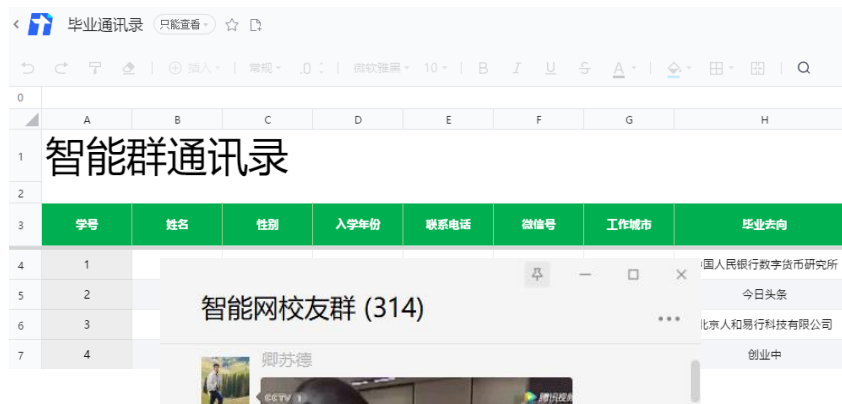 毕业通讯录 只能查看
插入 常规 .0 微软雅黑 10 B I U S A
0
A B C D E F G H
1 智能群通讯录
2
3 学号 姓名 性别 入学年份 联系电话 微信号 工作城市 毕业去向
4 1 国人民银行数字货币研究所
5 2 今日头条
6 3 北京人和易行科技有限公司
7 4 创业中
智能网校友群 (314)
卿苏德
CCTV 1 腾讯视频